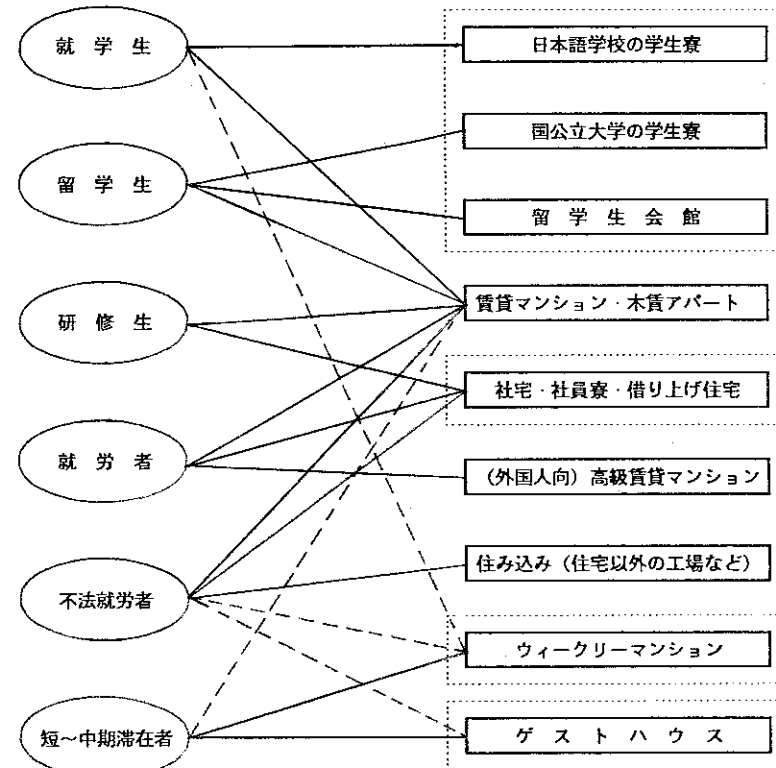 就学生
留学生
研修生
就労者
不法就労者
短〜中期滞在者
日本語学校の学生寮
国公立大学の学生寮
留学生会館
賃貸マンション・木賃アパート
社宅・社員寮・借り上げ住宅
(外国人向)高級賃貸マンション
住み込み(住宅以外の工場など)
ウィークリーマンション
ゲストハウス